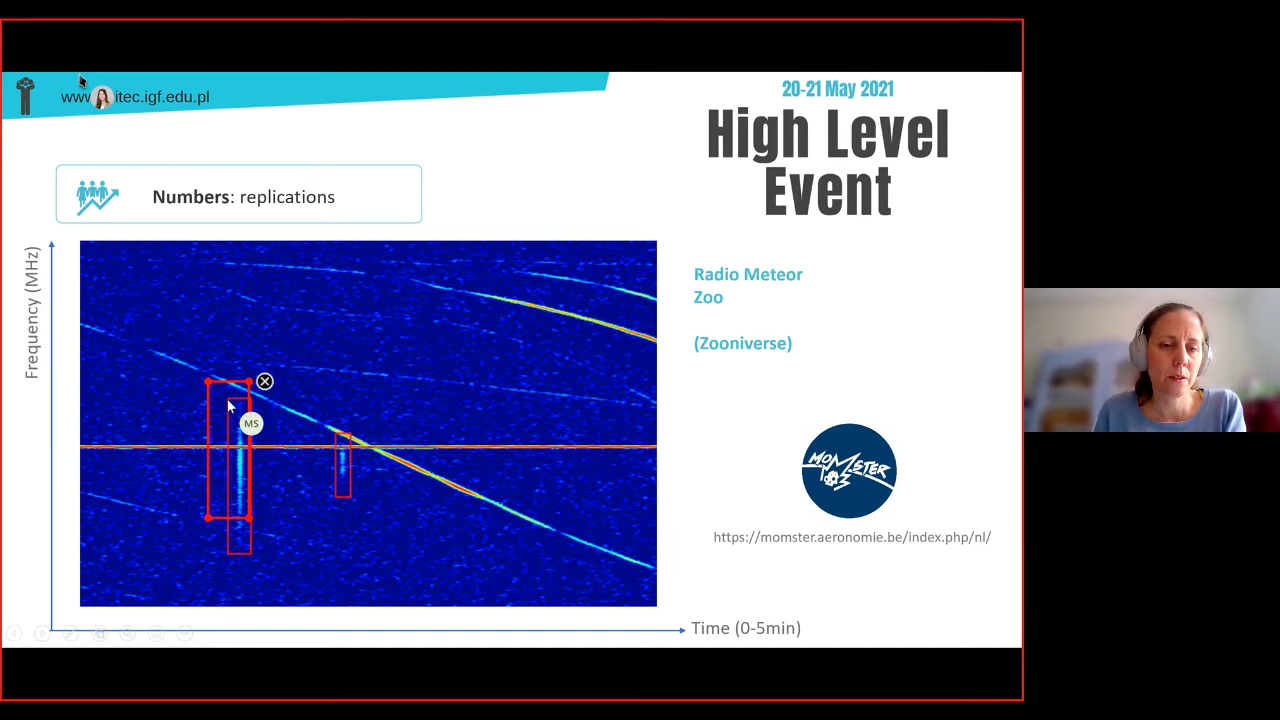 www itec.igf.edu.pl
20-21 May 2021
High Level
Event
Numbers: replications
Frequency (MHz)
MS
Radio Meteor
Zoo
(Zooniverse)
MOMSTER
https://momster.aeronomie.be/index.php/nl/
Time (0-5min)